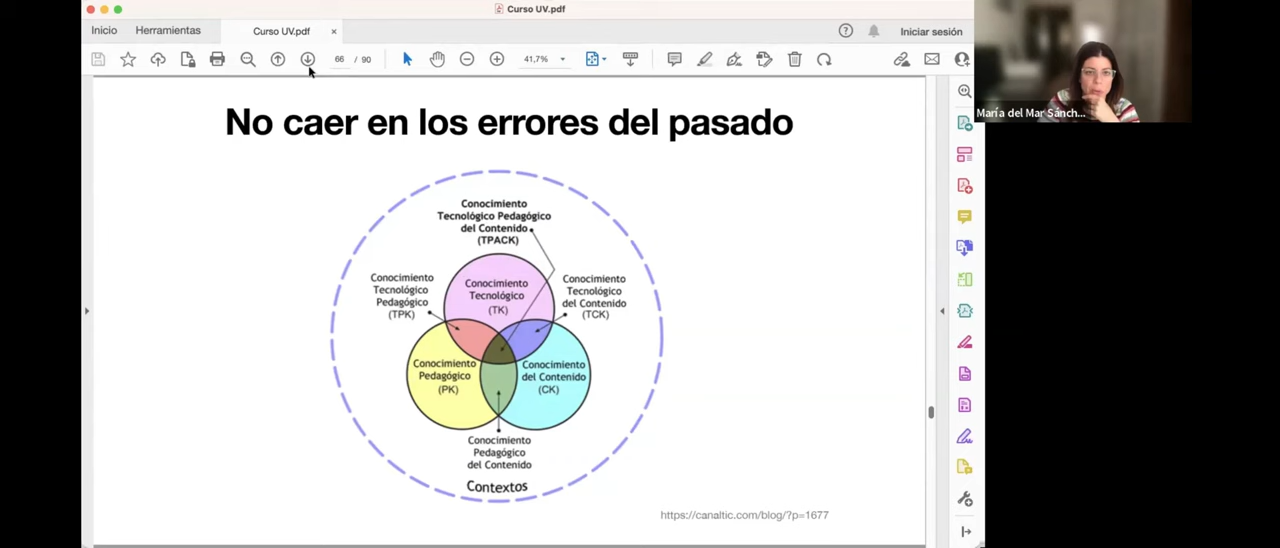 Curso UV.pdf
Inicio
Herramientas
Curso UV.pdf
×
Iniciar sesión
66 / 90
41,7%
María del Mar Sánch...
No caer en los errores del pasado
Conocimiento
Tecnológico Pedagógico
del Contenido
(TPACK)
Conocimiento
Tecnológico
Pedagógico
(TPK)
Conocimiento
Tecnológico
(TK)
Conocimiento
Tecnológico
del Contenido
(TCK)
Conocimiento
Pedagógico
(PK)
Conocimiento
del Contenido
(CK)
Conocimiento
Pedagógico
del Contenido
Contextos
https://canaltic.com/blog/?p=1677